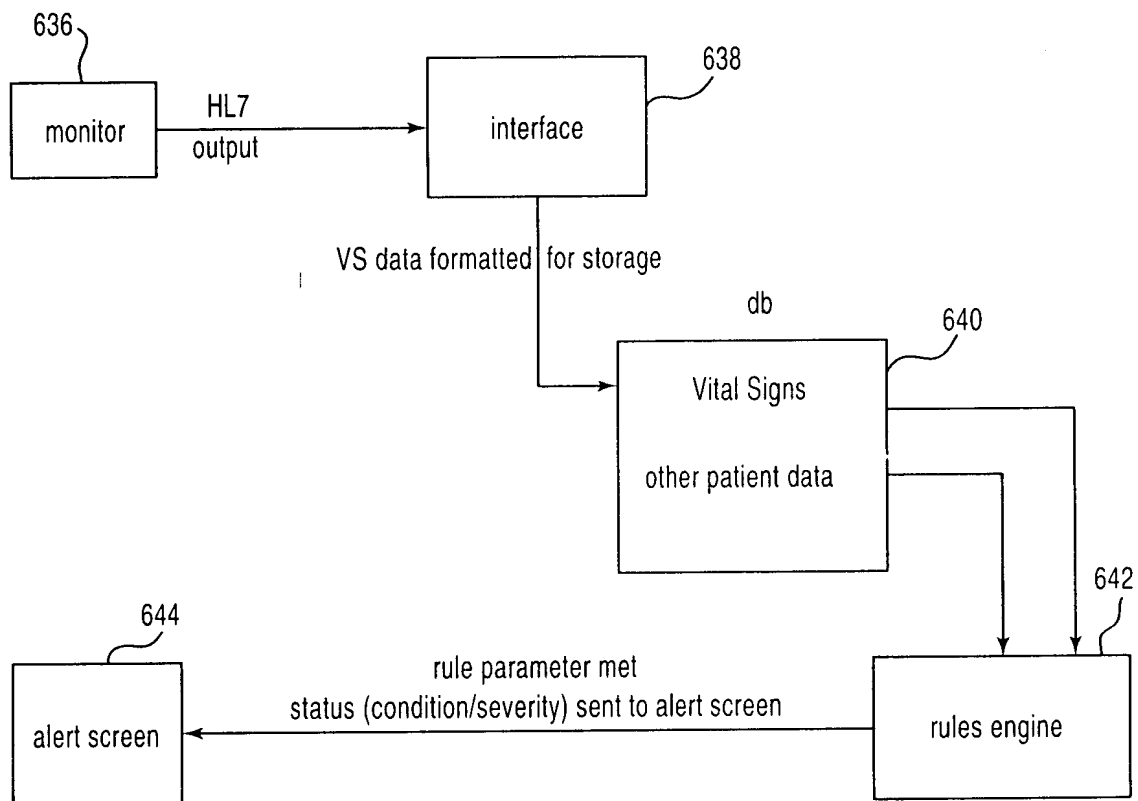 636
monitor
HL7
output
638
interface
VS data formatted for storage
db
640
Vital Signs
other patient data
642
rules engine
rule parameter met
status (condition/severity) sent to alert screen
644
alert screen